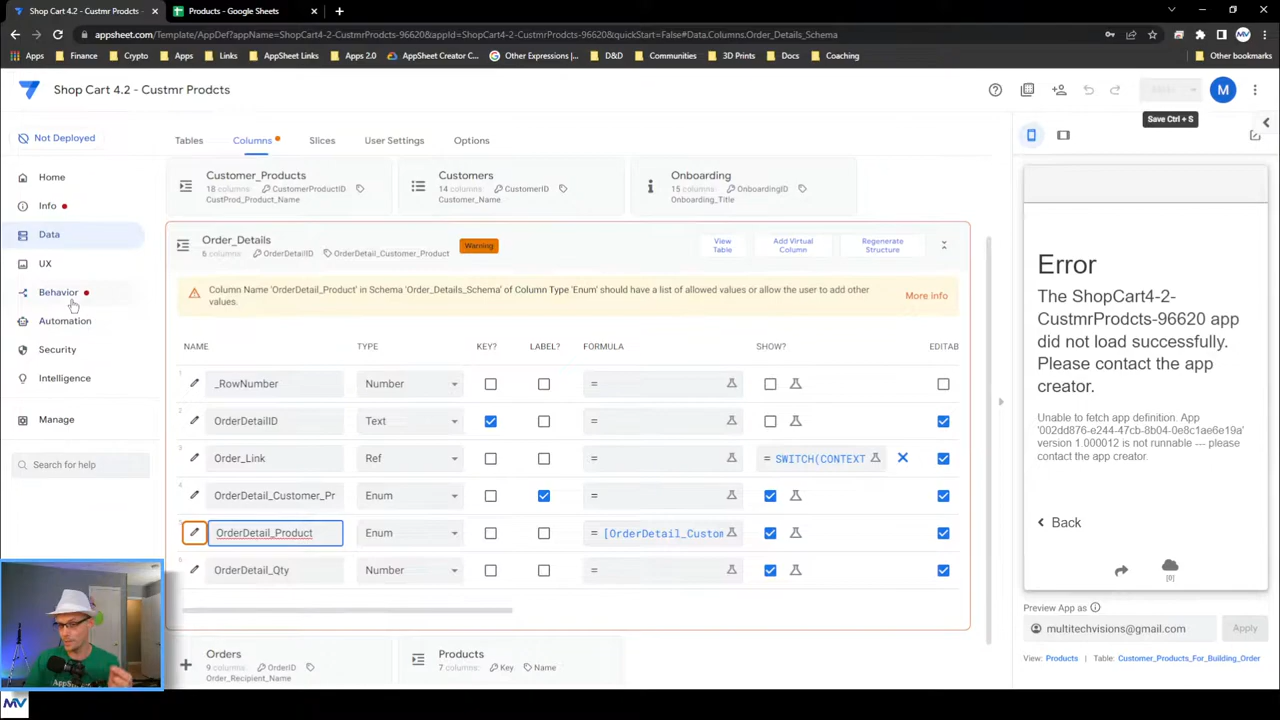 Shop Cart 4.2 - Custmr Prodcts -
Products - Google Sheets
appsheet.com/Template/AppDef?appName=ShopCart4-2-CustmrProdcts-96620&appId=ShopCart4-2-CustmrProdcts-96620&quickStart=False#Data.Columns.Order_Details_Schema
Apps
Finance
Crypto
Apps
AppSheet Links
Apps 2.0
AppSheet Creator C...
Other Expressions |...
D&D
Communities
3D Prints
Docs
Coaching
Other bookmarks
Shop Cart 4.2 - Custmr Prodcts
M
Save Ctrl + S
Not Deployed
Home
Info
Data
UX
Behavior
Automation
Security
Intelligence
Manage
Search for help
Tables
Columns
Slices
User Settings
Options
Customer_Products
18 columns: CustomerProductID
CustProd_Product_Name
Customers
14 columns: CustomerID
Customer_Name
Onboarding
15 columns: OnboardingID
Onboarding_Title
Order_Details
6 columns: OrderDetailID OrderDetail_Customer_Product
Warning
View Table
Add Virtual Column
Regenerate Structure
Column Name 'OrderDetail_Product' in Schema 'Order_Details_Schema' of Column Type 'Enum' should have a list of allowed values or allow the user to add other
values.
More Info
NAME TYPE KEY? LABEL? FORMULA SHOW? EDITAB
1 _RowNumber Number =
2 OrderDetailID Text =
3 Order_Link Ref = = SWITCH(CONTEXT
4 OrderDetail_Customer_Pr Enum =
OrderDetail_Product Enum = [OrderDetail_Custom
OrderDetail_Qty Number =
Orders
9 columns: OrderID
Order_Recipient_Name
Products
7 columns: Key Name
Error
The ShopCart4-2-
CustmrProdcts-96620 app
did not load successfully.
Please contact the app
creator.
Unable to fetch app definition. App
'002dd876-e244-47cb-8b04-0e8c1ae6e19a'
version 1.000012 is not runnable --- please
contact the app creator.
Back
[0]
Preview App as
multitechvisions@gmail.com
Apply
View: Products | Table: Customer_Products_For_Building_Order
MV